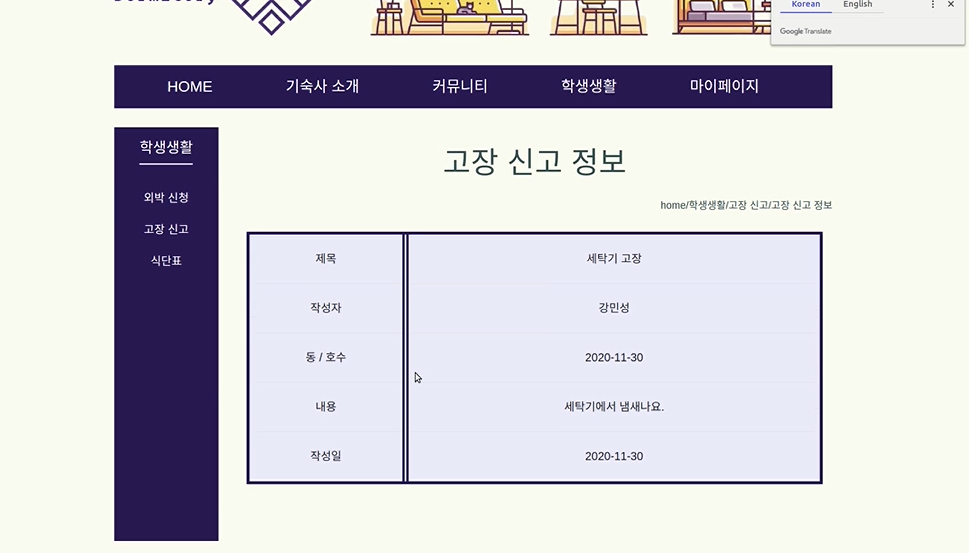 Korean English
Google Translate
HOME 기숙사 소개 커뮤니티 학생생활 마이페이지
학생생활
외박 신청
고장 신고
식단표
고장 신고 정보
home/학생생활/고장 신고/고장 신고 정보
제목 세탁기 고장
작성자 강민성
동 / 호수 2020-11-30
내용 세탁기에서 냄새나요.
작성일 2020-11-30